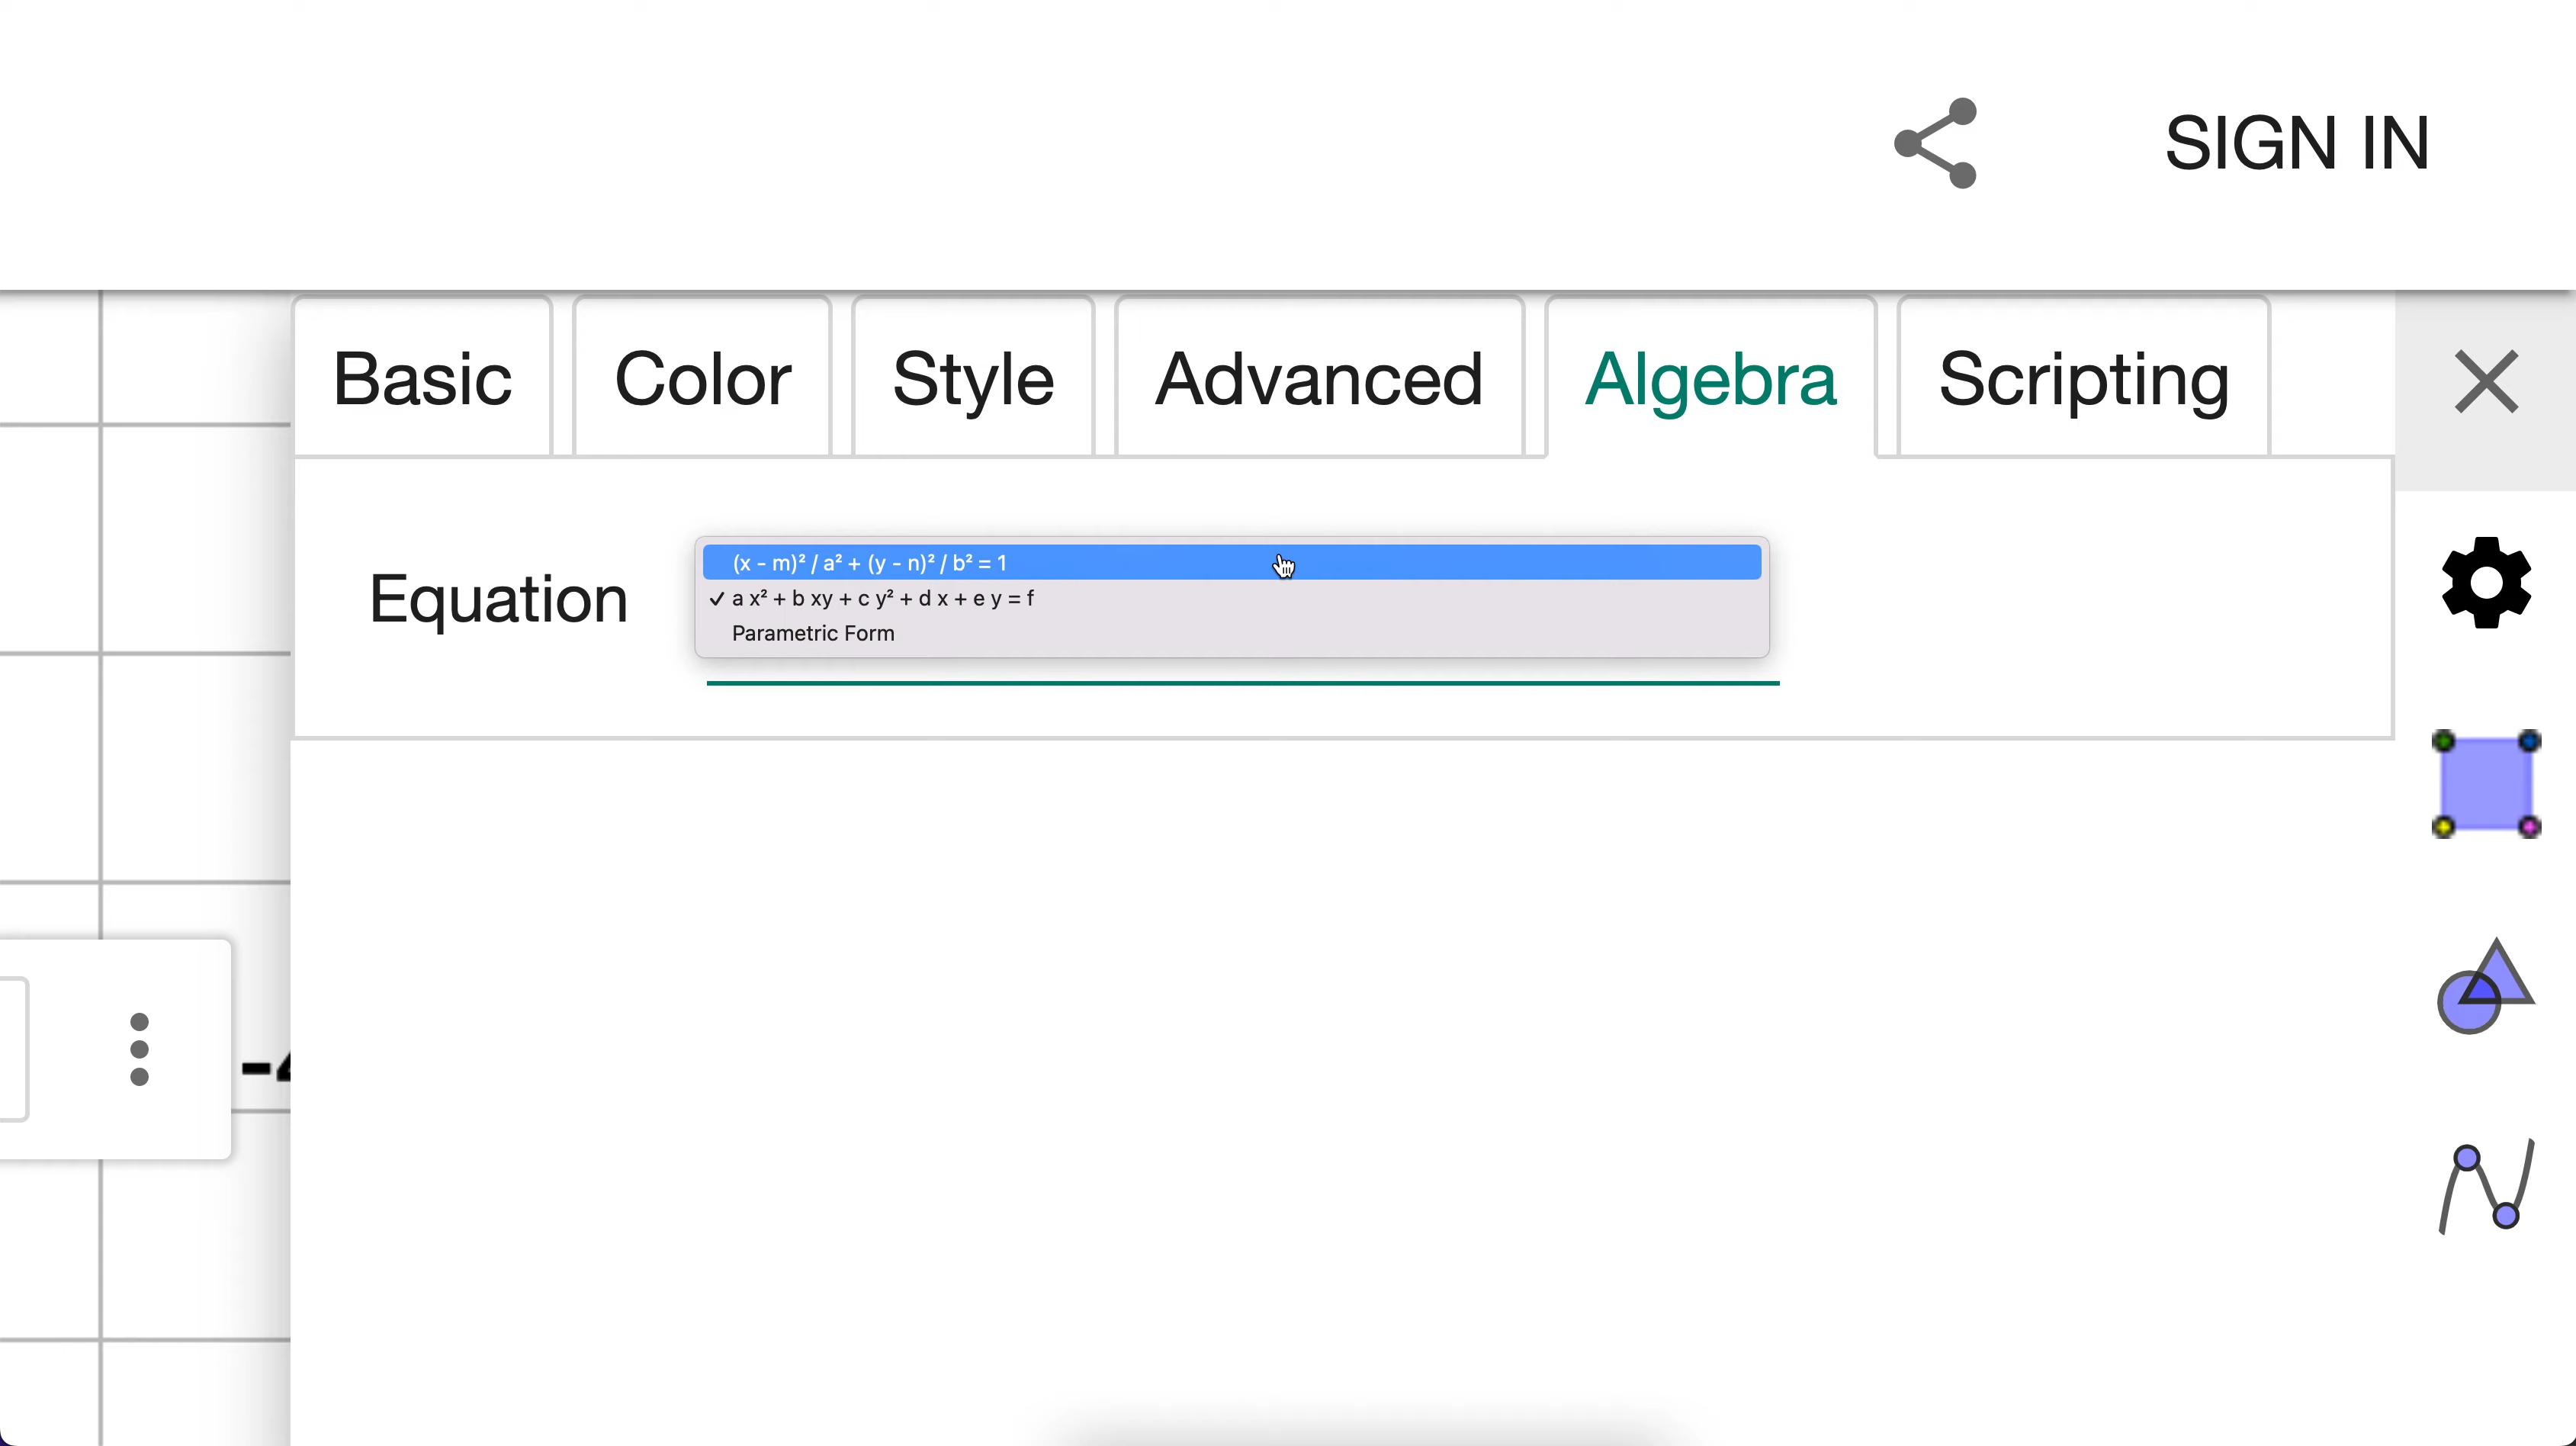 SIGN IN
Basic Color Style Advanced Algebra Scripting
Equation
(x - m)² / a² + (y - n)² / b² = 1
✓ a x² + b xy + c y² + d x + e y = f
Parametric Form